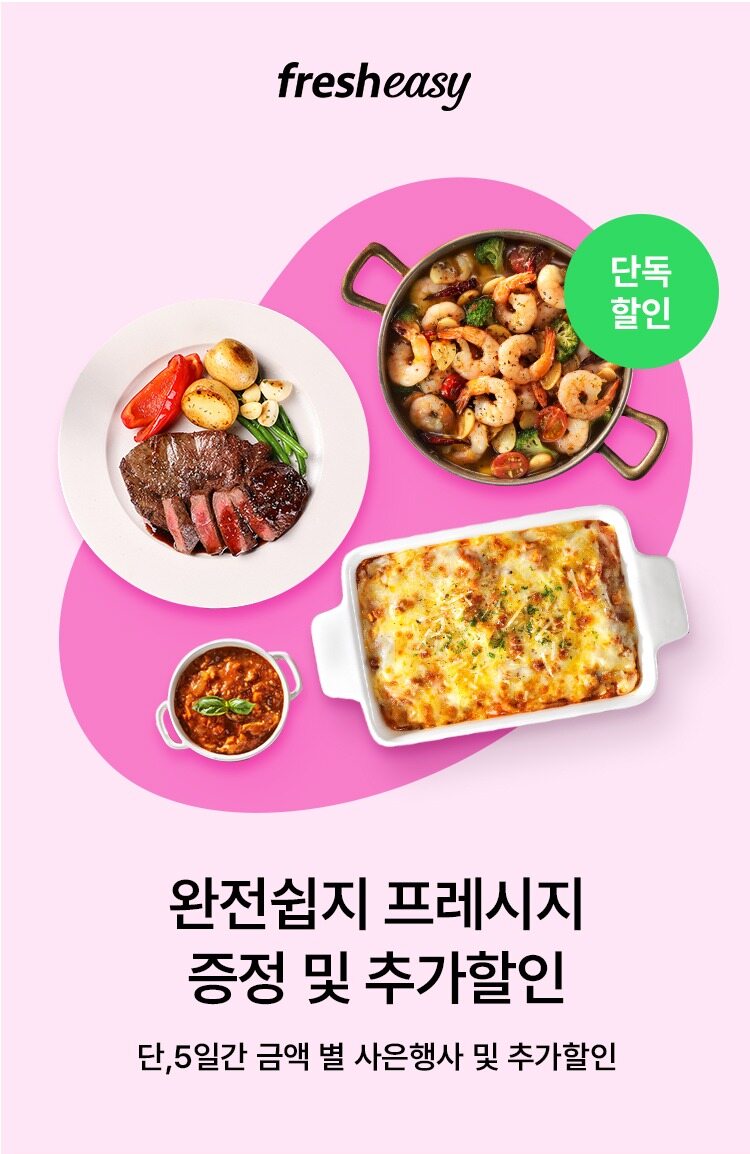 fresheasy
단독
할인
완전쉽지 프레시지
증정 및 추가할인
단,5일간 금액 별 사은행사 및 추가할인